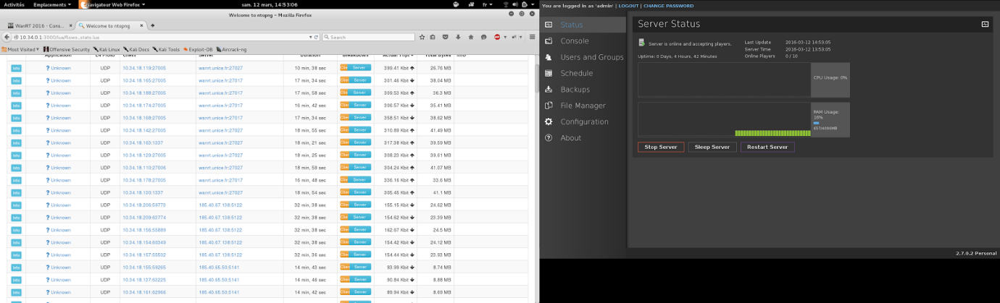 Activités Emplacements Navigateur Web Firefox sam. 12 mars, 14:53:06 fr
Welcome to ntopng - Mozilla Firefox
WanRT 2016 - Cons... × Welcome to ntopng ×
10.34.0.1:3000/lua/flows_stats.lua Search
Most Visited Offensive Security Kali Linux Kali Docs Kali Tools Exploit-DB Aircrack-ng
Application L4 Proto Client Server Duration Breakdown Actual Thpt Total Bytes Info
Info Unknown UDP 10.34.18.119:27005 wanrt.unice.fr:27027 10 min, 38 sec Server 399.41 Kbit 26.76 MB
Info Unknown UDP 10.34.18.165:27005 wanrt.unice.fr:27017 17 min, 34 sec Server 301.46 Kbit 38.04 MB
Info Unknown UDP 10.34.18.188:27005 wanrt.unice.fr:27017 17 min, 58 sec Server 309.53 Kbit 36.3 MB
Info Unknown UDP 10.34.18.174:27005 wanrt.unice.fr:27017 16 min, 42 sec Server 306.57 Kbit 35.41 MB
Info Unknown UDP 10.34.18.168:27005 wanrt.unice.fr:27017 17 min, 34 sec Server 358.51 Kbit 38.62 MB
Info Unknown UDP 10.34.18.142:27005 wanrt.unice.fr:27027 18 min, 55 sec Server 310.89 Kbit 41.49 MB
Info Unknown UDP 10.34.18.163:1337 wanrt.unice.fr:27027 18 min, 21 sec Server 317.38 Kbit 39.59 MB
Info Unknown UDP 10.34.18.129:27005 wanrt.unice.fr:27027 18 min, 25 sec Server 308.23 Kbit 39.61 MB
Info Unknown UDP 10.34.18.110:27006 wanrt.unice.fr:27027 18 min, 59 sec Server 304.24 Kbit 41.07 MB
Info Unknown UDP 10.34.18.178:27005 wanrt.unice.fr:27017 16 min, 48 sec Server 336.16 Kbit 33.6 MB
Info Unknown UDP 10.34.18.130:1337 wanrt.unice.fr:27027 18 min, 54 sec Server 305.45 Kbit 41.1 MB
Info Unknown UDP 10.34.18.206:59773 185.40.67.138:5122 32 min, 38 sec Server 155.15 Kbit 24.62 MB
Info Unknown UDP 10.34.18.209:63774 185.40.67.138:5122 32 min, 38 sec Server 154.62 Kbit 23.39 MB
Info Unknown UDP 10.34.18.156:55889 185.40.67.138:5122 32 min, 38 sec Server 162.67 Kbit 24.5 MB
Info Unknown UDP 10.34.18.154:60349 185.40.67.138:5122 32 min, 38 sec Server 154.42 Kbit 24.12 MB
Info Unknown UDP 10.34.18.157:55502 185.40.67.138:5122 32 min, 36 sec Server 154.44 Kbit 23.93 MB
Info Unknown UDP 10.34.18.155:59265 185.40.65.50:5141 14 min, 43 sec Server 93.99 Kbit 8.74 MB
Info Unknown UDP 10.34.18.137:63225 185.40.65.50:5141 14 min, 46 sec Server 90.84 Kbit 8.88 MB
Info Unknown UDP 10.34.18.161:62966 185.40.65.50:5141 14 min, 42 sec Server 89.94 Kbit 8.69 MB
You are logged in as 'admin' | LOGOUT | CHANGE PASSWORD
Status
Console
Users and Groups
Schedule
Backups
File Manager
Configuration
About
Server Status
Server is online and accepting players.
Uptime: 0 Days, 4 Hours, 42 Minutes
Last Update 2016-03-12 14:53:05
Server Time 2016-03-12 13:53:05
Online Players 0 / 10
CPU Usage: 0%
RAM Usage:
16%
657/4096MB
Stop Server Sleep Server Restart Server
2.7.0.2 Personal